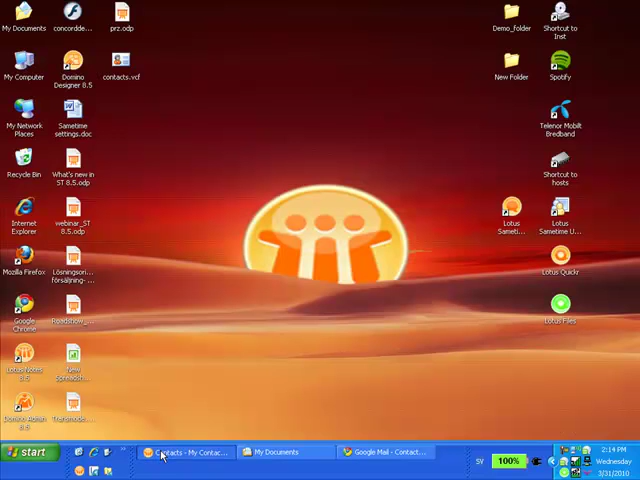 My Documents
concordde...
prz.odp
Demo_folder
Shortcut to
Inst
My Computer
Domino
Designer 8.5
contacts.vcf
New Folder
Spotify
My Network
Places
Sametime
settings.doc
Telenor Mobilt
Bredband
Recycle Bin
What's new in
ST 8.5.odp
Shortcut to
hosts
Internet
Explorer
webinar_ST
8.5.odp
Lotus
Sameti...
Lotus
Sametime U...
Mozilla Firefox
Lösningsori...
försäljning-...
Lotus Quickr
Google
Chrome
Roadshow_...
Lotus Files
Lotus Notes
8.5
New
Spreadsh...
Domino Admin
8.5
Transmode...
start
Contacts - My Contac...
My Documents
Google Mail - Contact...
SV
100%
2:14 PM
Wednesday
3/31/2010